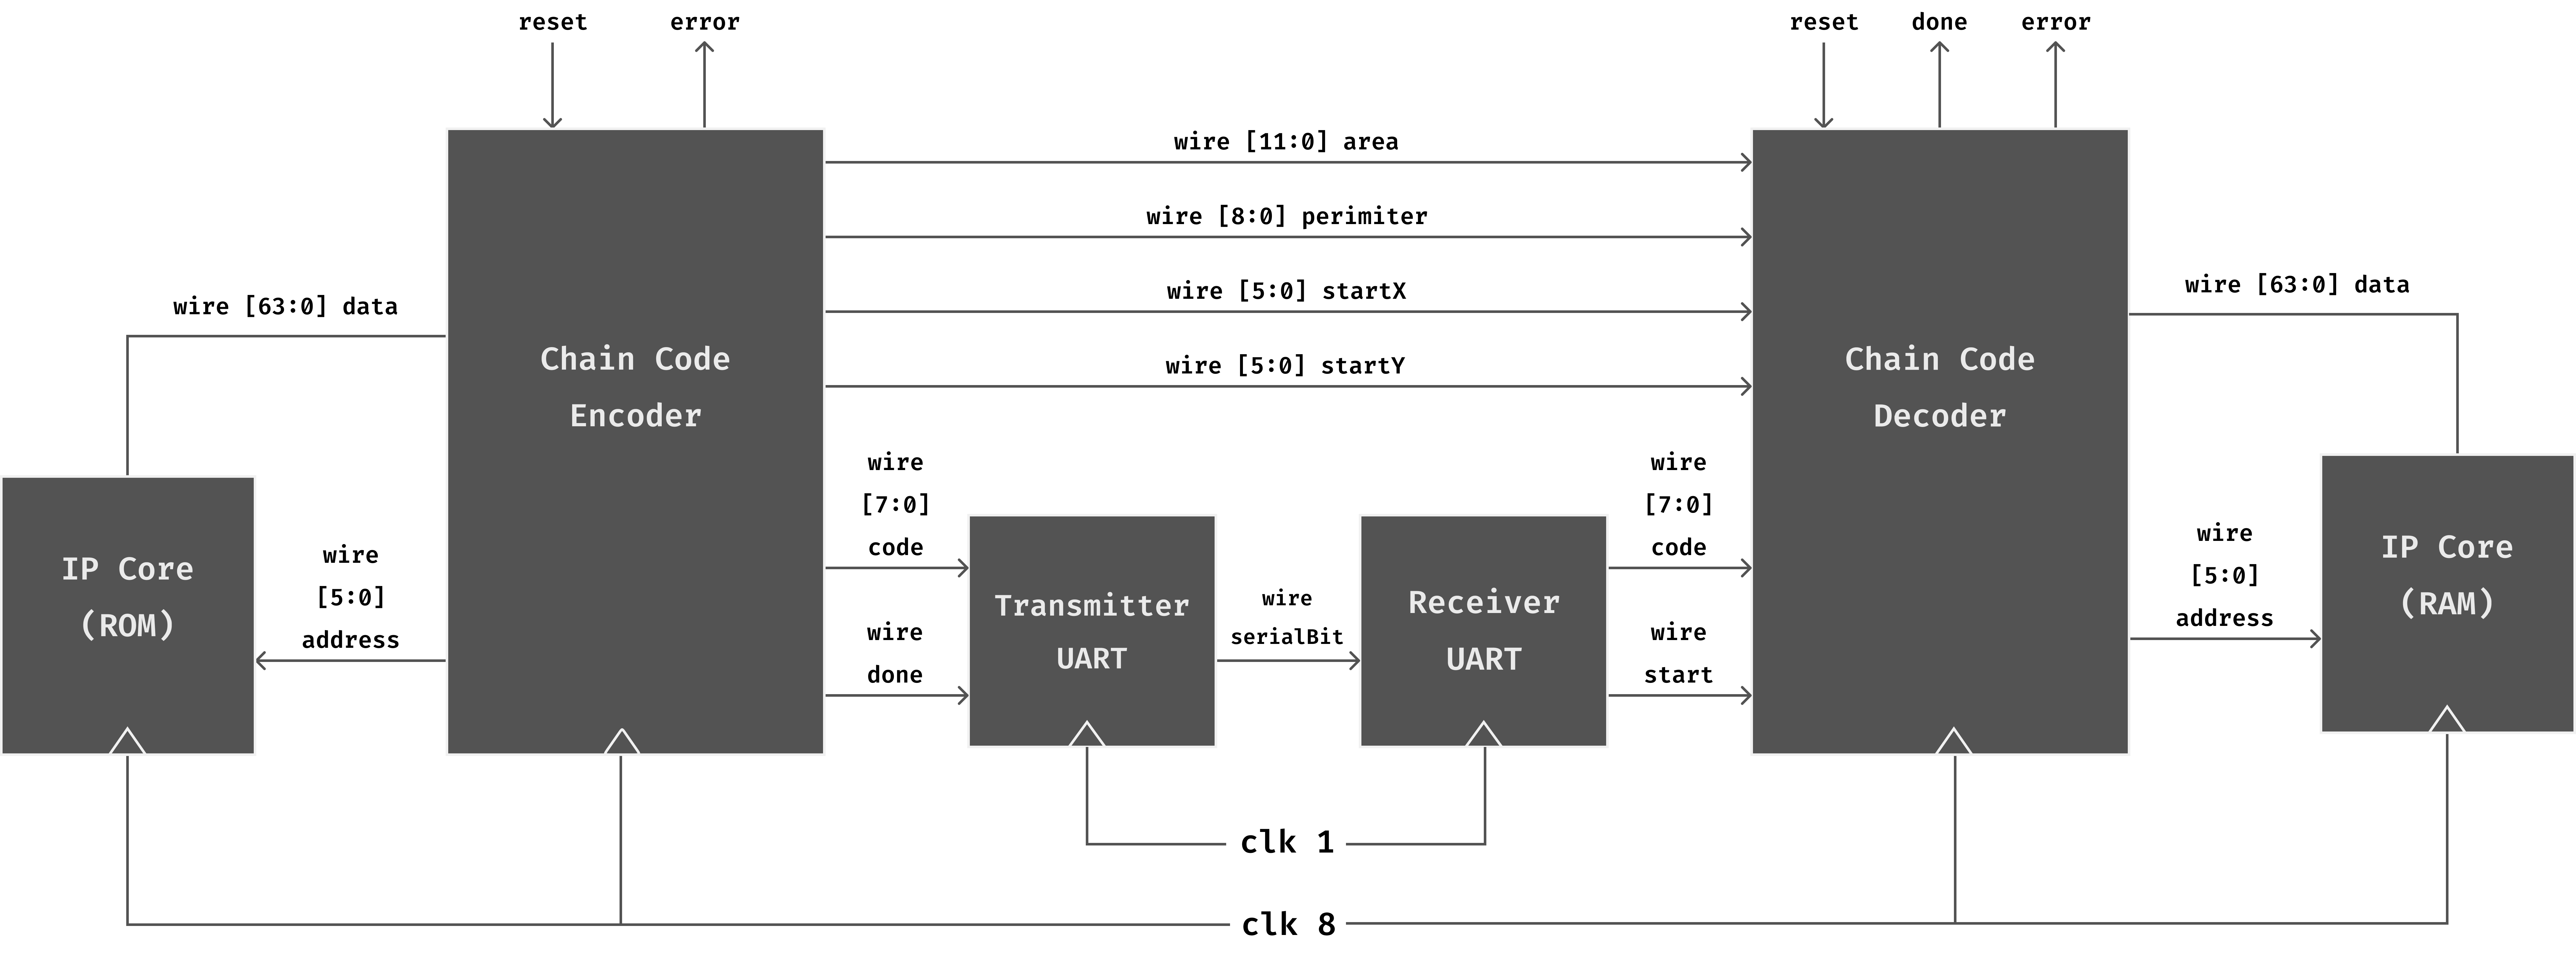 reset
error
reset
done
error
wire [11:0] area
wire [8:0] perimiter
wire [5:0] startX
wire [5:0] startY
wire [63:0] data
wire [63:0] data
Chain Code
Encoder
Chain Code
Decoder
wire
[7:0]
code
wire
done
wire
[7:0]
code
wire
start
IP Core
(ROM)
wire
[5:0]
address
Transmitter
UART
wire
serialBit
Receiver
UART
wire
[5:0]
address
IP Core
(RAM)
clk 1
clk 8